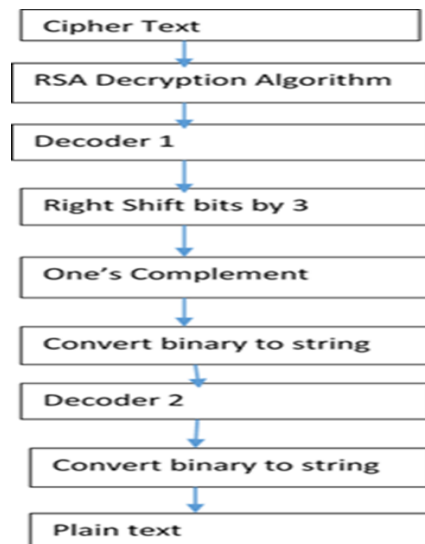 Cipher Text
RSA Decryption Algorithm
Decoder 1
Right Shift bits by 3
One's Complement
Convert binary to string
Decoder 2
Convert binary to string
Plain text